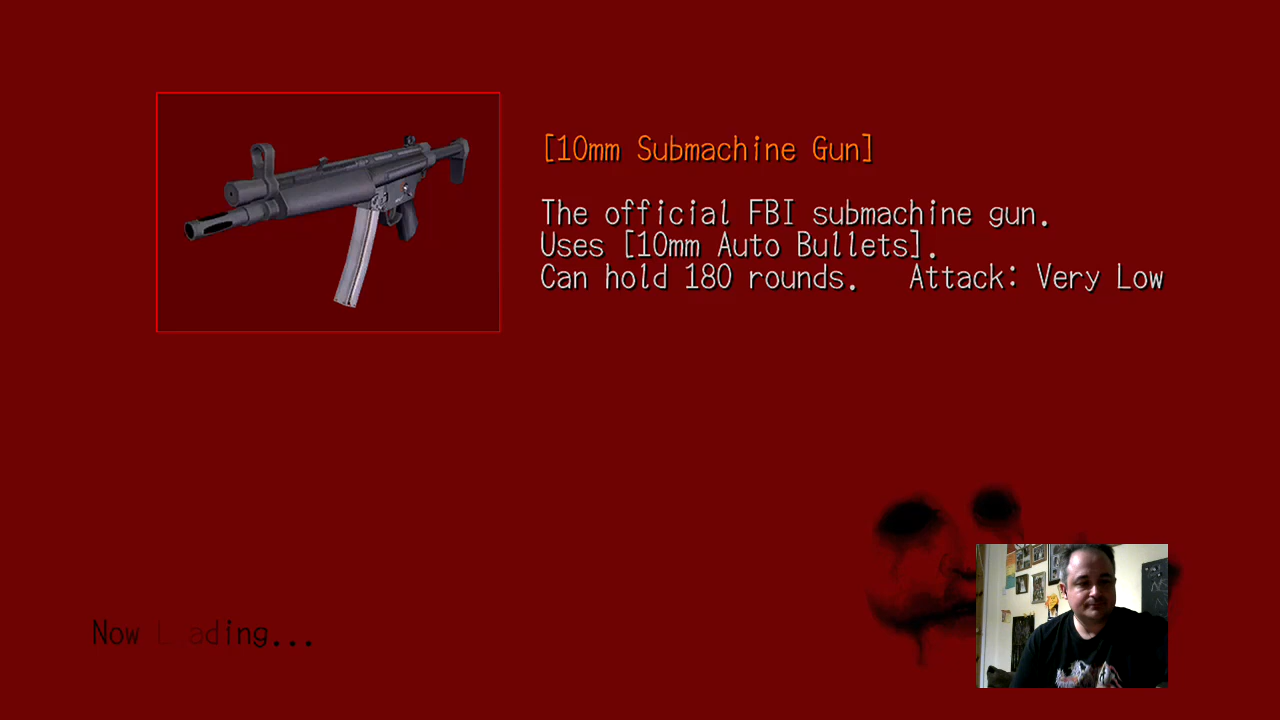 [10mm Submachine Gun]
The official FBI submachine gun.
Uses [10mm Auto Bullets].
Can hold 180 rounds.   Attack: Very Low
Now Loading...